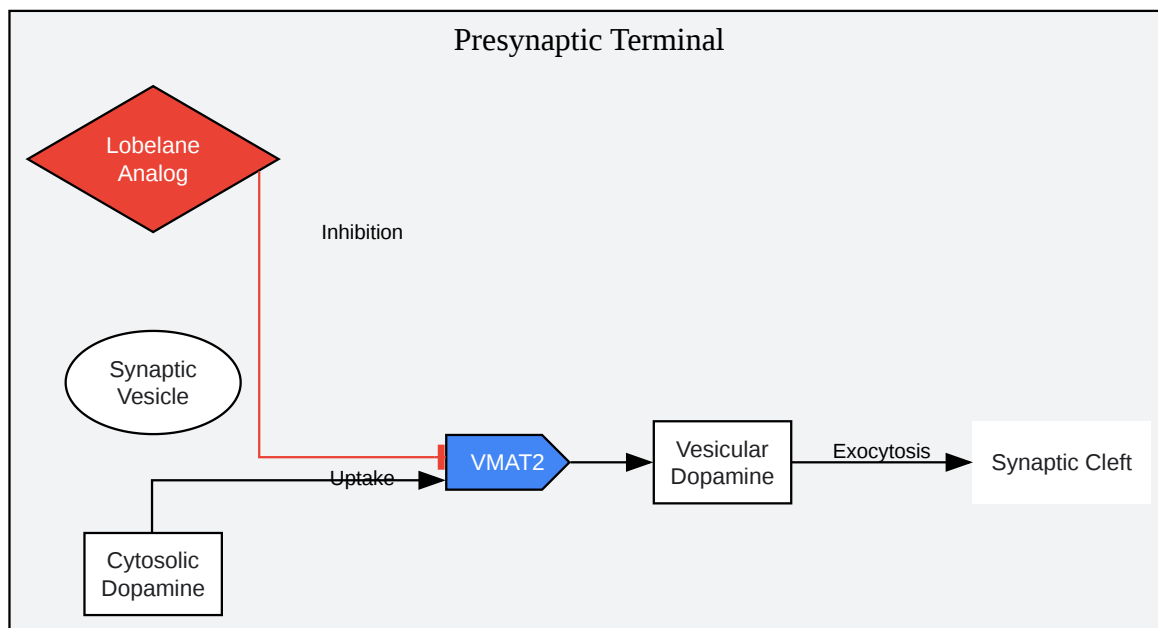 Presynaptic Terminal
Lobelane
Analog
Inhibition
Synaptic
Vesicle
Uptake
VMAT2
Vesicular
Dopamine
Exocytosis
Synaptic Cleft
Cytosolic
Dopamine